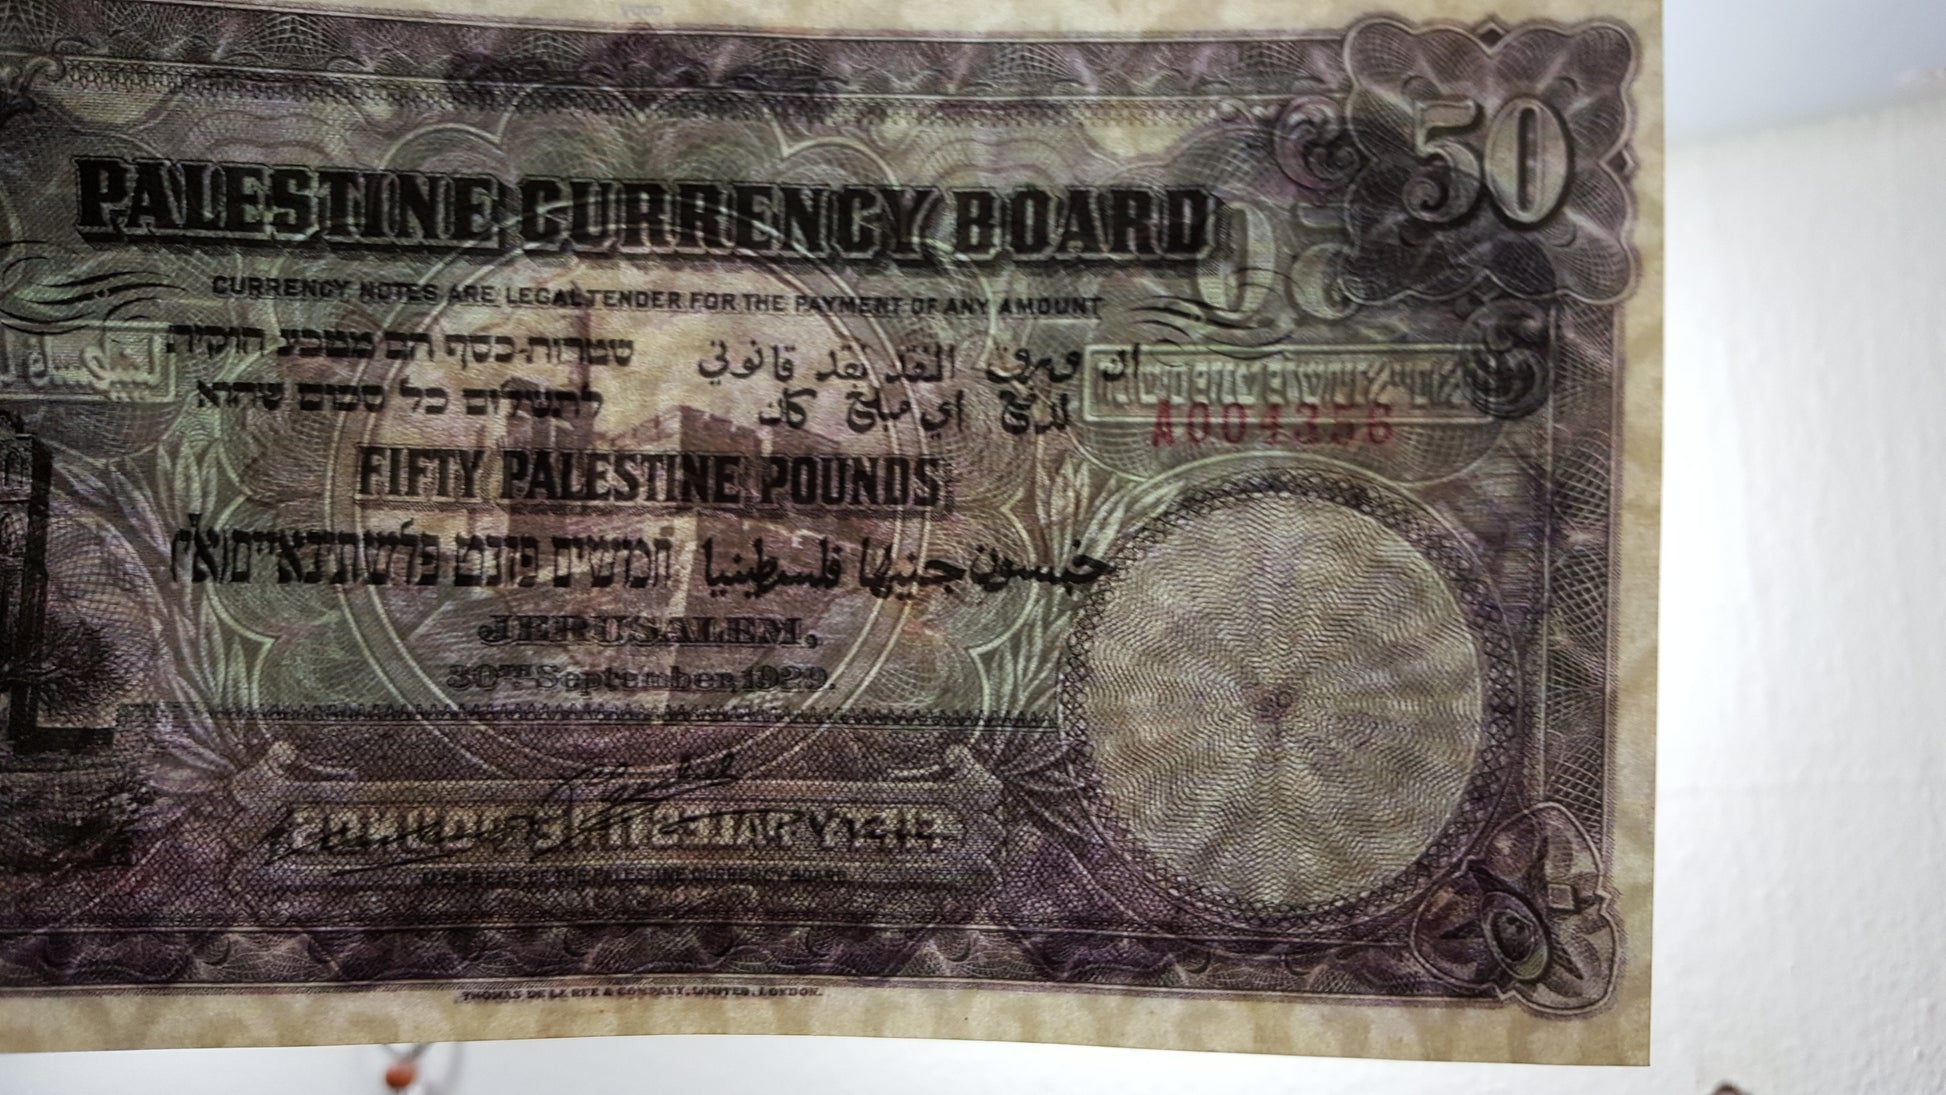 50
PALESTINE CURRENCY BOARD
CURRENCY NOTES ARE LEGAL TENDER FOR THE PAYMENT OF ANY AMOUNT
שטרות-כסף הם מטבע חוקית
לתשלום כל סכום שהוא
ان ورق النقد نقد قانوني
لدفع اي مبلغ كان
A004356
FIFTY PALESTINE POUNDS
חמשים פונט פלשתינאיים(א״י)
خمسون جنيها فلسطينيا
JERUSALEM,
30TH September, 1929.
MEMBERS OF THE PALESTINE CURRENCY BOARD
٥٠
THOMAS DE LA RUE & COMPANY, LIMITED, LONDON.